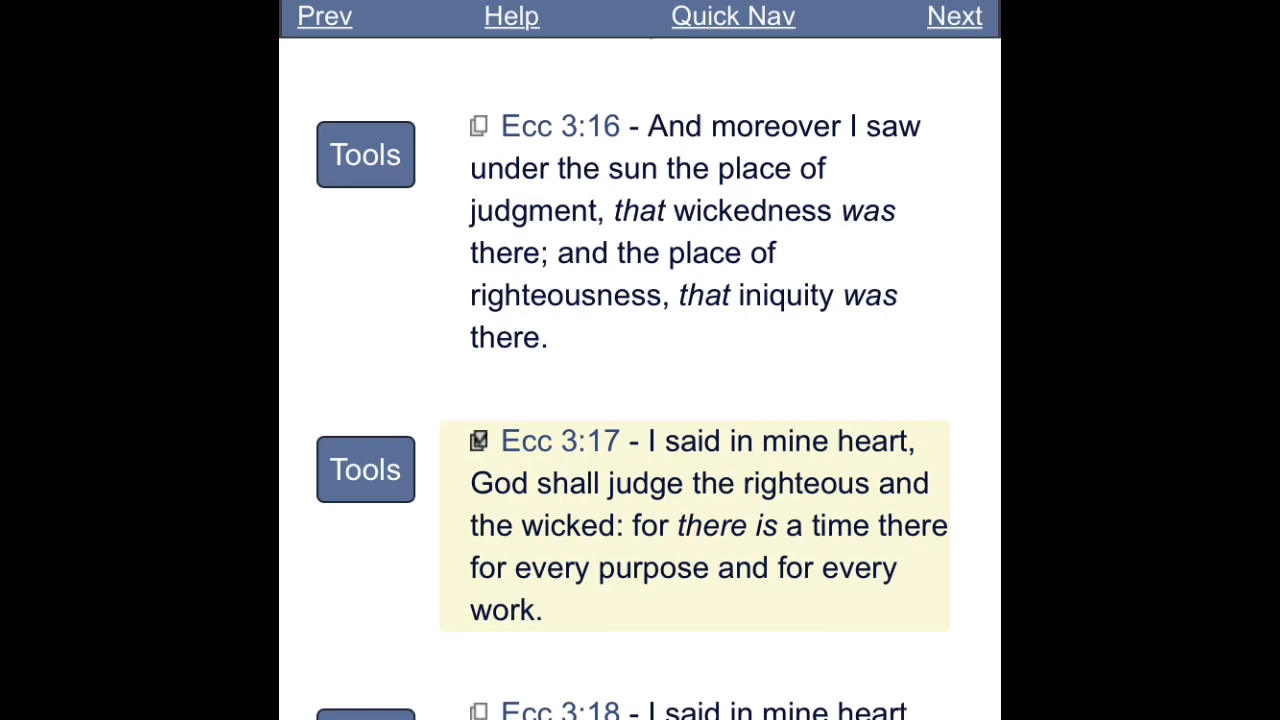 Prev Help Quick Nav Next
Tools
Ecc 3:16 - And moreover I saw
under the sun the place of
judgment, that wickedness was
there; and the place of
righteousness, that iniquity was
there.
Tools
Ecc 3:17 - I said in mine heart,
God shall judge the righteous and
the wicked: for there is a time there
for every purpose and for every
work.
Ecc 3:18 - I said in mine heart